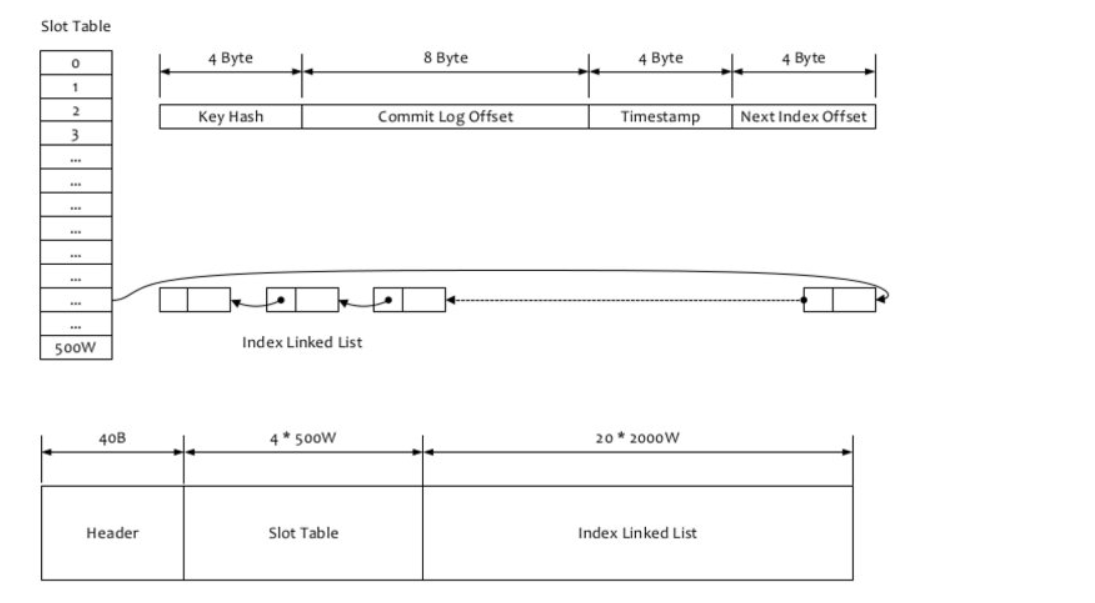 Slot Table
0
1
2
3
...
...
...
...
...
...
...
...
500W
4 Byte 8 Byte 4 Byte 4 Byte
Key Hash Commit Log Offset Timestamp Next Index Offset
Index Linked List
40B 4 * 500W 20 * 2000W
Header Slot Table Index Linked List